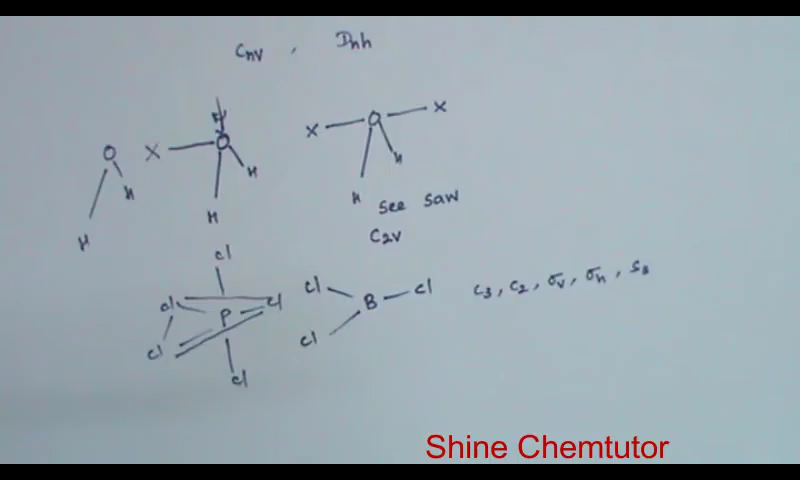 Cnv , Dnh
O
H
H
X
O
H
H
X
O
X
H
H
see saw
C2v
Cl
Cl
P
Cl
Cl
Cl
Cl
B
Cl
Cl
C3, C2, σv, σh, S3
Shine Chemtutor